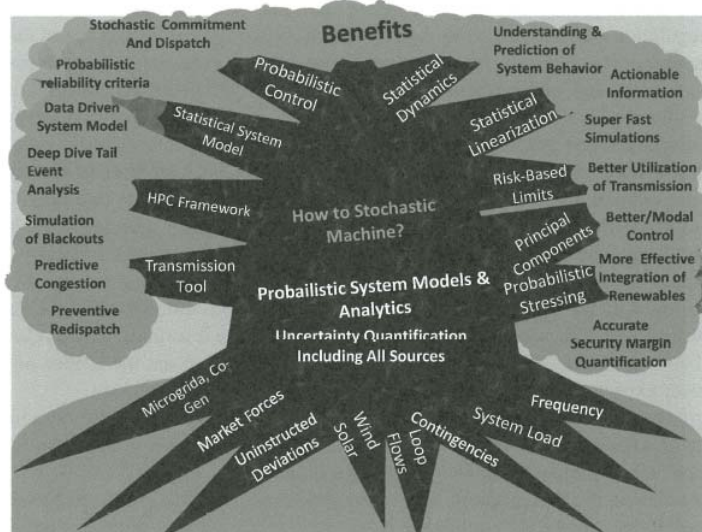 Benefits
Stochastic Commitment
And Dispatch
Probabilistic
reliability criteria
Data Driven
System Model
Deep Dive Tail
Event
Analysis
Simulation
of Blackouts
Predictive
Congestion
Preventive
Redispatch
Probabilistic
Control
Statistical System
Model
HPC Framework
Transmission
Tool
Statistical
Dynamics
Statistical
Linearization
Risk-Based
Limits
Principal
Components
Probabilistic
Stressing
Understanding &
Prediction of
System Behavior
Actionable
Information
Super Fast
Simulations
Better Utilization
of Transmission
Better/Modal
Control
More Effective
Integration of
Renewables
Accurate
Security Margin
Quantification
How to Stochastic
Machine?
Probailistic System Models &
Analytics
Uncertainty Quantification
Including All Sources
Microgrida, Co-
Gen
Market Forces
Uninstructed
Deviations
Wind
Solar
Loop
Flows
Contingencies
System Load
Frequency